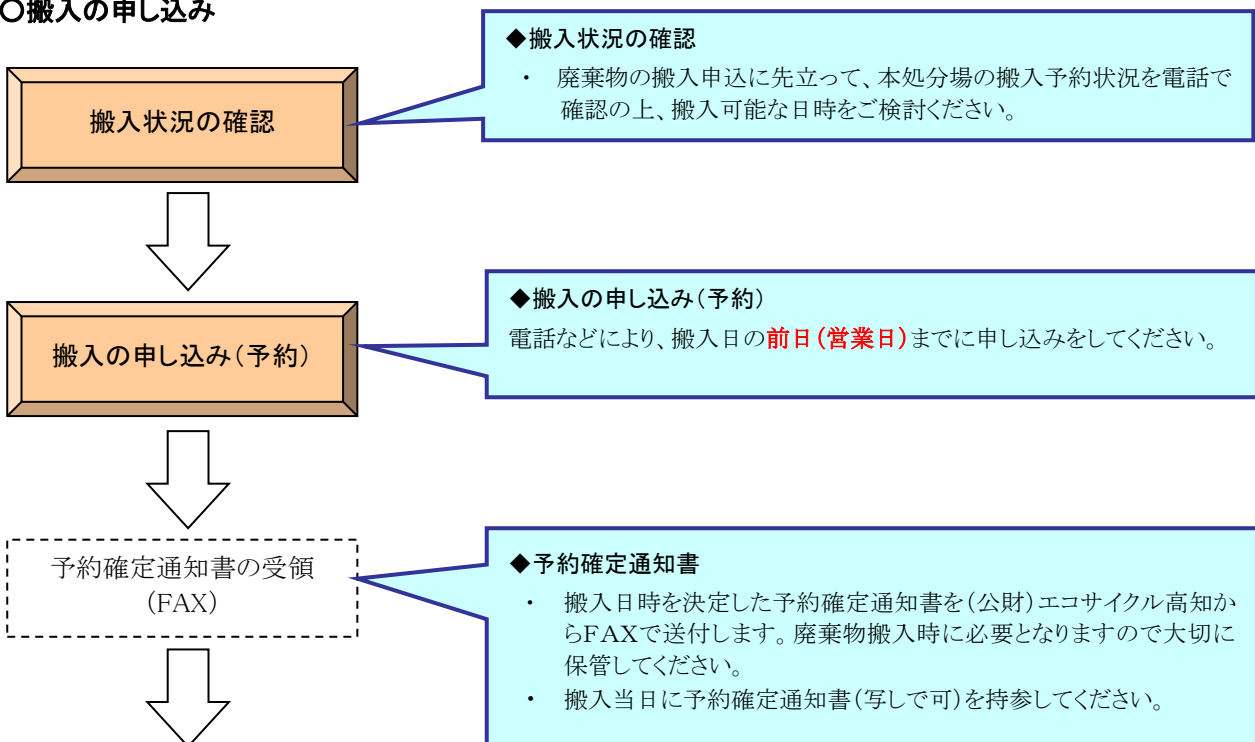 〇搬入の申し込み
搬入状況の確認
◆搬入状況の確認
・ 廃棄物の搬入申込に先立って、本処分場の搬入予約状況を電話で
確認の上、搬入可能な日時をご検討ください。
搬入の申し込み(予約)
◆搬入の申し込み(予約)
電話などにより、搬入日の前日(営業日)までに申し込みをしてください。
予約確定通知書の受領
(FAX)
◆予約確定通知書
・ 搬入日時を決定した予約確定通知書を(公財)エコサイクル高知か
らFAXで送付します。廃棄物搬入時に必要となりますので大切に
保管してください。
・ 搬入当日に予約確定通知書(写しで可)を持参してください。